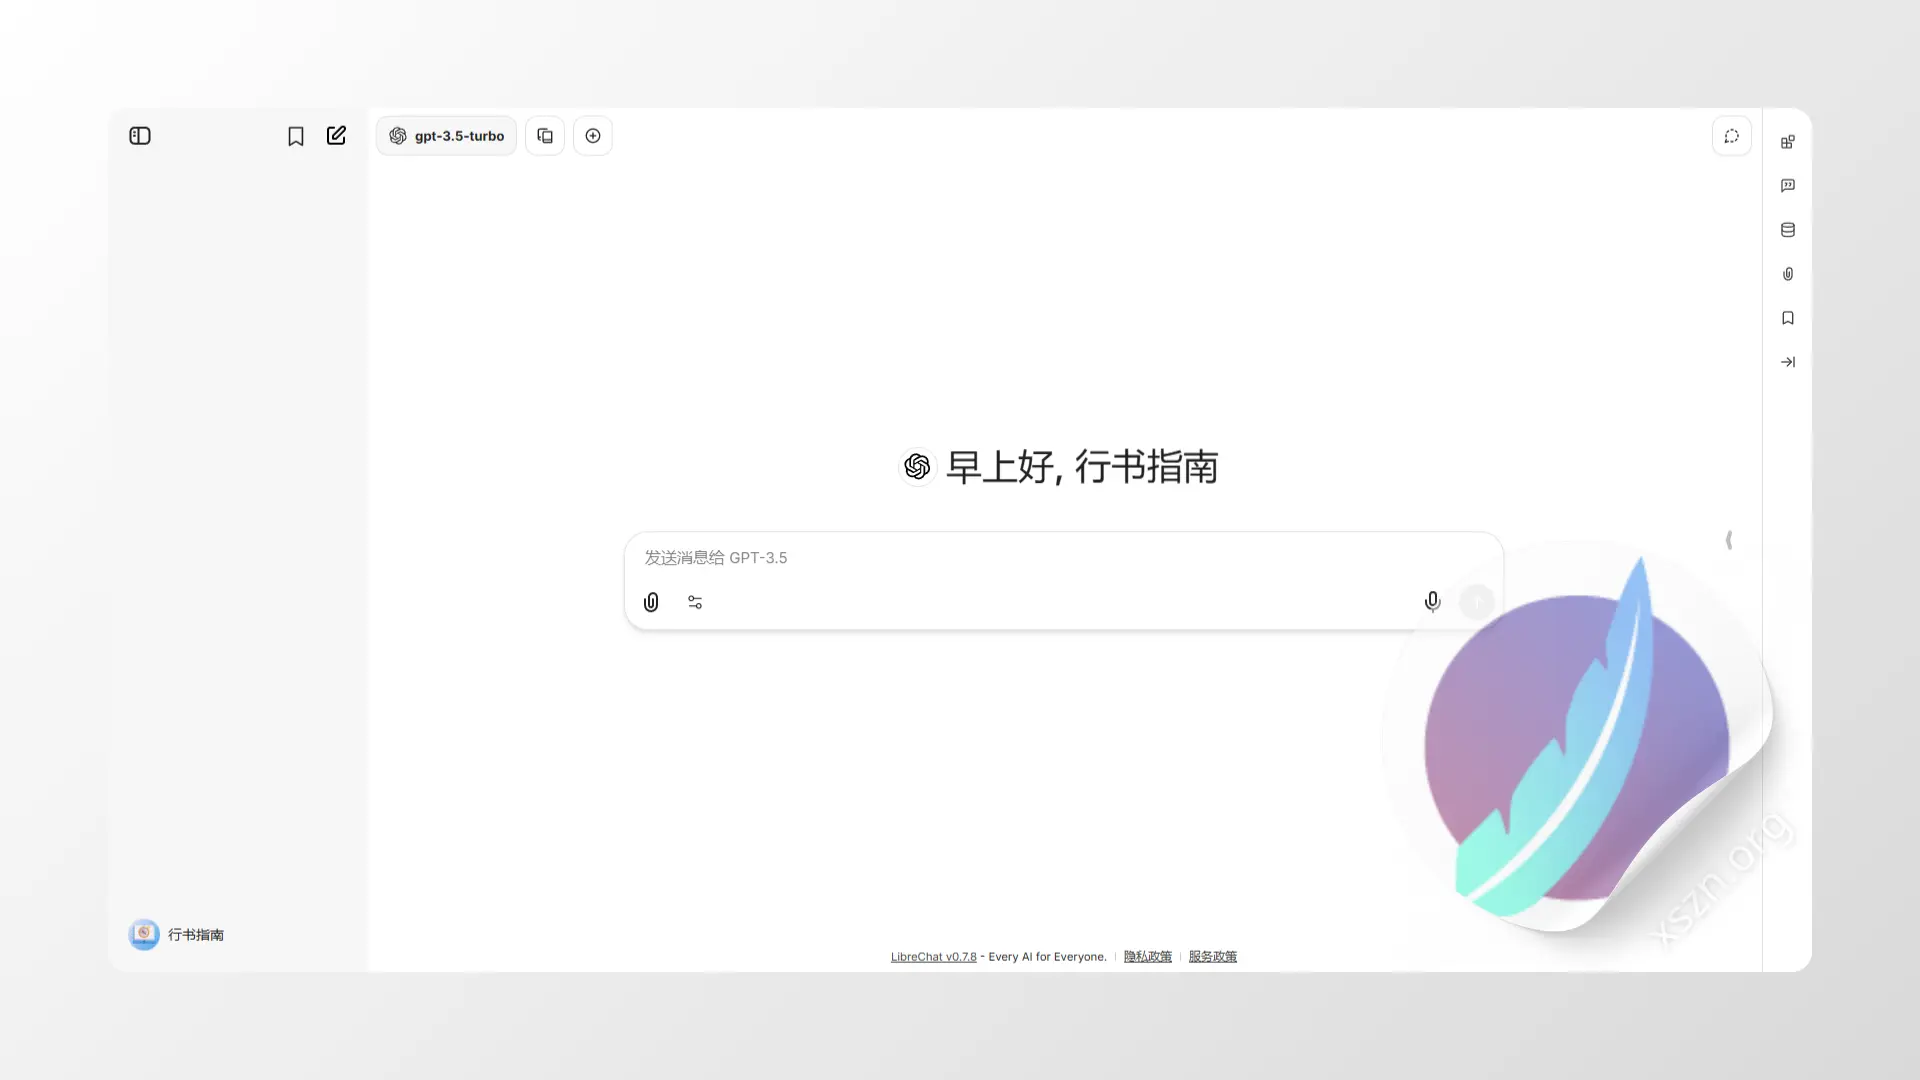 gpt-3.5-turbo
早上好, 行书指南
发送消息给 GPT-3.5
行书指南
LibreChat v0.7.8 - Every AI for Everyone. 隐私政策 服务政策
xszn.org